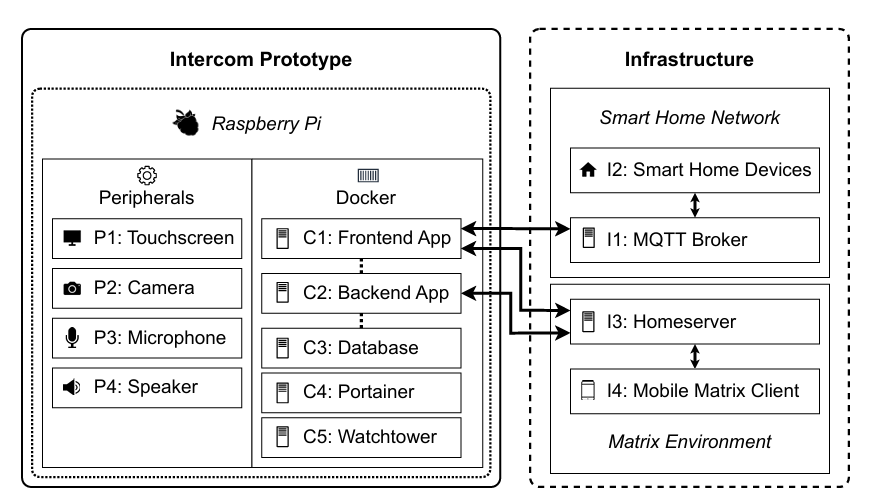 Intercom Prototype
Raspberry Pi
Peripherals
P1: Touchscreen
P2: Camera
P3: Microphone
P4: Speaker
Docker
C1: Frontend App
C2: Backend App
C3: Database
C4: Portainer
C5: Watchtower
Infrastructure
Smart Home Network
I2: Smart Home Devices
I1: MQTT Broker
I3: Homeserver
I4: Mobile Matrix Client
Matrix Environment